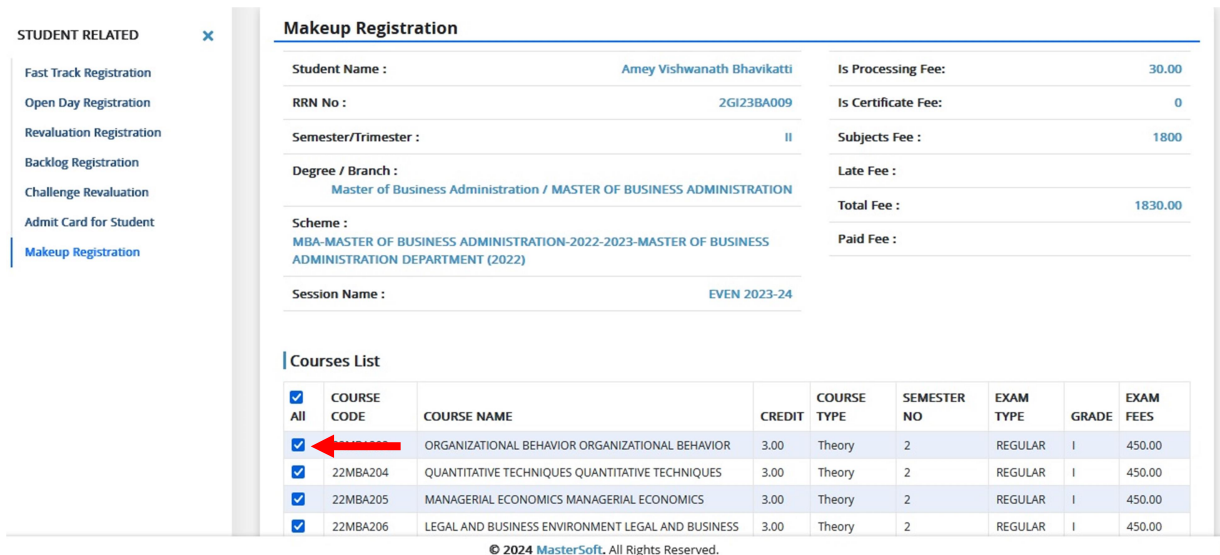 STUDENT RELATED ×
Fast Track Registration
Open Day Registration
Revaluation Registration
Backlog Registration
Challenge Revaluation
Admit Card for Student
Makeup Registration
Makeup Registration
Student Name : Amey Vishwanath Bhavikatti
RRN No : 2GI23BA009
Semester/Trimester : II
Degree / Branch :
Master of Business Administration / MASTER OF BUSINESS ADMINISTRATION
Scheme :
MBA-MASTER OF BUSINESS ADMINISTRATION-2022-2023-MASTER OF BUSINESS
ADMINISTRATION DEPARTMENT (2022)
Session Name : EVEN 2023-24
Is Processing Fee: 30.00
Is Certificate Fee: 0
Subjects Fee : 1800
Late Fee :
Total Fee : 1830.00
Paid Fee :
Courses List
All COURSE CODE COURSE NAME CREDIT COURSE TYPE SEMESTER NO EXAM TYPE GRADE EXAM FEES
ORGANIZATIONAL BEHAVIOR ORGANIZATIONAL BEHAVIOR 3.00 Theory 2 REGULAR I 450.00
22MBA204 QUANTITATIVE TECHNIQUES QUANTITATIVE TECHNIQUES 3.00 Theory 2 REGULAR I 450.00
22MBA205 MANAGERIAL ECONOMICS MANAGERIAL ECONOMICS 3.00 Theory 2 REGULAR I 450.00
22MBA206 LEGAL AND BUSINESS ENVIRONMENT LEGAL AND BUSINESS 3.00 Theory 2 REGULAR I 450.00
© 2024 MasterSoft. All Rights Reserved.